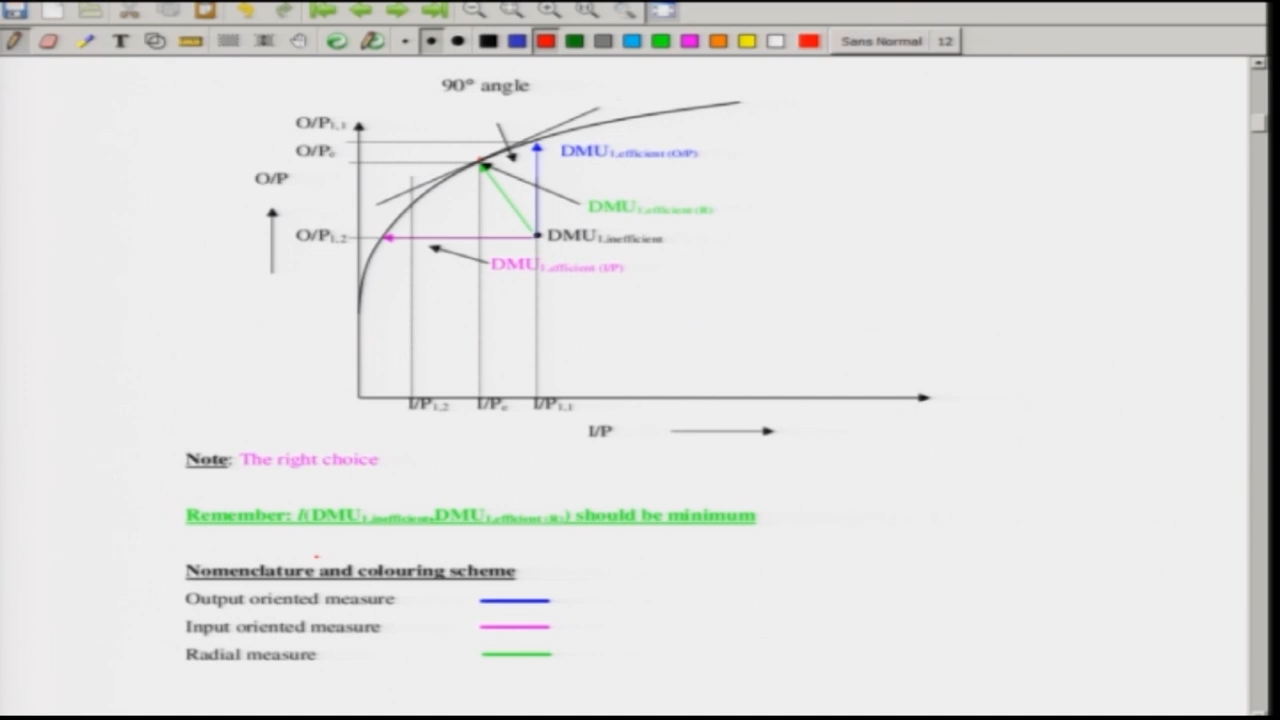 Sans Normal 12
90° angle
O/P1,1
O/Pe
O/P
O/P1,2
DMU1,efficient (O/P)
DMU1,efficient (R)
DMU1,inefficient
DMU1,efficient (I/P)
I/P1,2 I/Pe I/P1,1
I/P
Note: The right choice
Remember: l(DMU1,inefficient,DMU1,efficient (R)) should be minimum
Nomenclature and colouring scheme
Output oriented measure
Input oriented measure
Radial measure